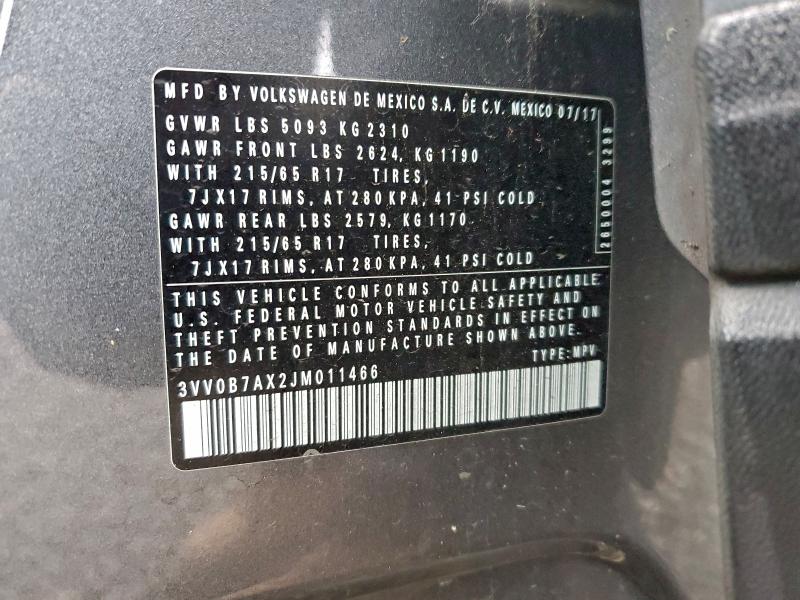 MFD BY VOLKSWAGEN DE MEXICO S.A. DE C.V. MEXICO 07/17
GVWR LBS 5093 KG 2310
GAWR FRONT LBS 2624, KG 1190
WITH 215/65 R17 TIRES,
7JX17 RIMS, AT 280 KPA, 41 PSI COLD
GAWR REAR LBS 2579, KG 1170
WITH 215/65 R17 TIRES,
7JX17 RIMS, AT 280 KPA, 41 PSI COLD
2650004 3299
THIS VEHICLE CONFORMS TO ALL APPLICABLE
U.S. FEDERAL MOTOR VEHICLE SAFETY AND
THEFT PREVENTION STANDARDS IN EFFECT ON
THE DATE OF MANUFACTURE SHOWN ABOVE.
3VV0B7AX2JM011466 TYPE: MPV